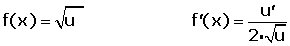 f(x) = √u    f'(x) = u' / 2*√u